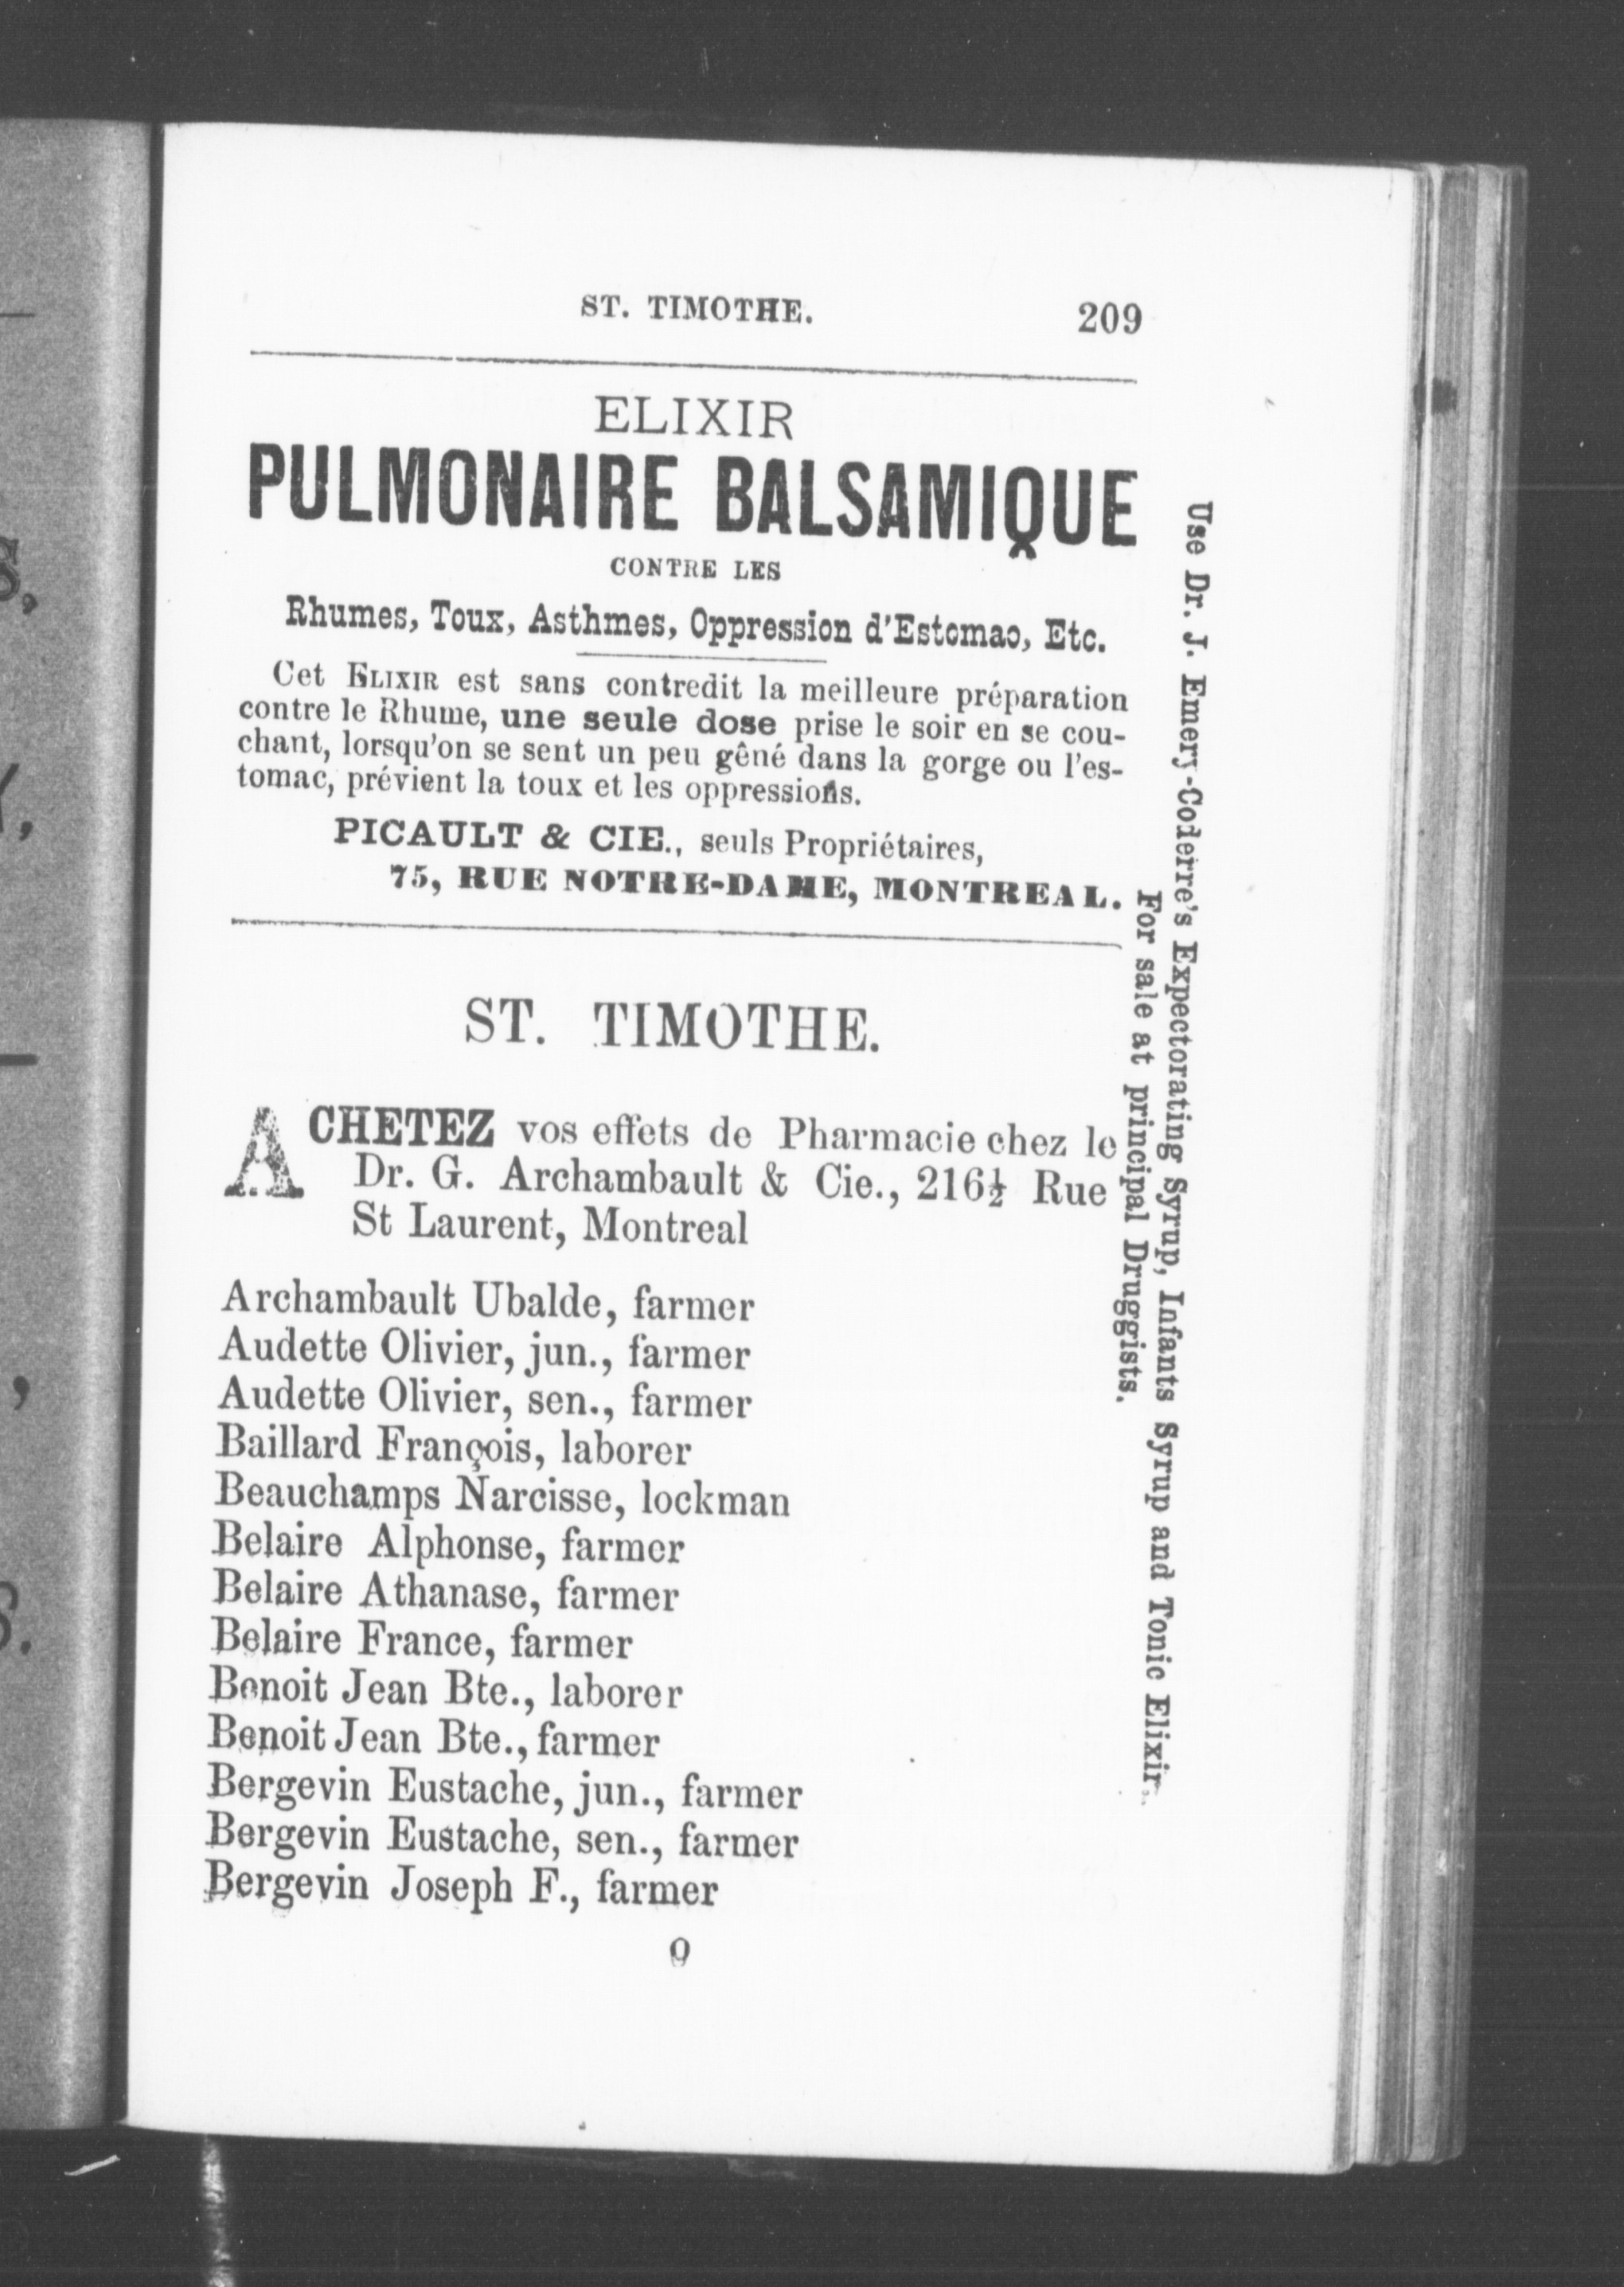 ST. TIMOTHE. 209
ELIXIR
PULMONAIRE BALSAMIQUE
CONTRE LES
Rhumes, Toux, Asthmes, Oppression d'Estomac, Etc.
Cet ELIXIR est sans contredit la meilleure préparation
contre le Rhume, une seule dose prise le soir en se cou-
chant, lorsqu'on se sent un peu gêné dans la gorge ou l'es-
tomac, prévient la toux et les oppressions.
PICAULT & CIE., seuls Propriétaires,
75, RUE NOTRE-DAME, MONTREAL.
ST. TIMOTHE.
ACHETEZ vos effets de Pharmacie chez le
Dr. G. Archambault & Cie., 216½ Rue
St Laurent, Montreal
Archambault Ubalde, farmer
Audette Olivier, jun., farmer
Audette Olivier, sen., farmer
Baillard François, laborer
Beauchamps Narcisse, lockman
Belaire Alphonse, farmer
Belaire Athanase, farmer
Belaire France, farmer
Benoit Jean Bte., laborer
Benoit Jean Bte., farmer
Bergevin Eustache, jun., farmer
Bergevin Eustache, sen., farmer
Bergevin Joseph F., farmer
Use Dr. J. Emery-Coderre's Expectorating Syrup, Infants Syrup and Tonic Elixir,
For sale at principal Druggists.